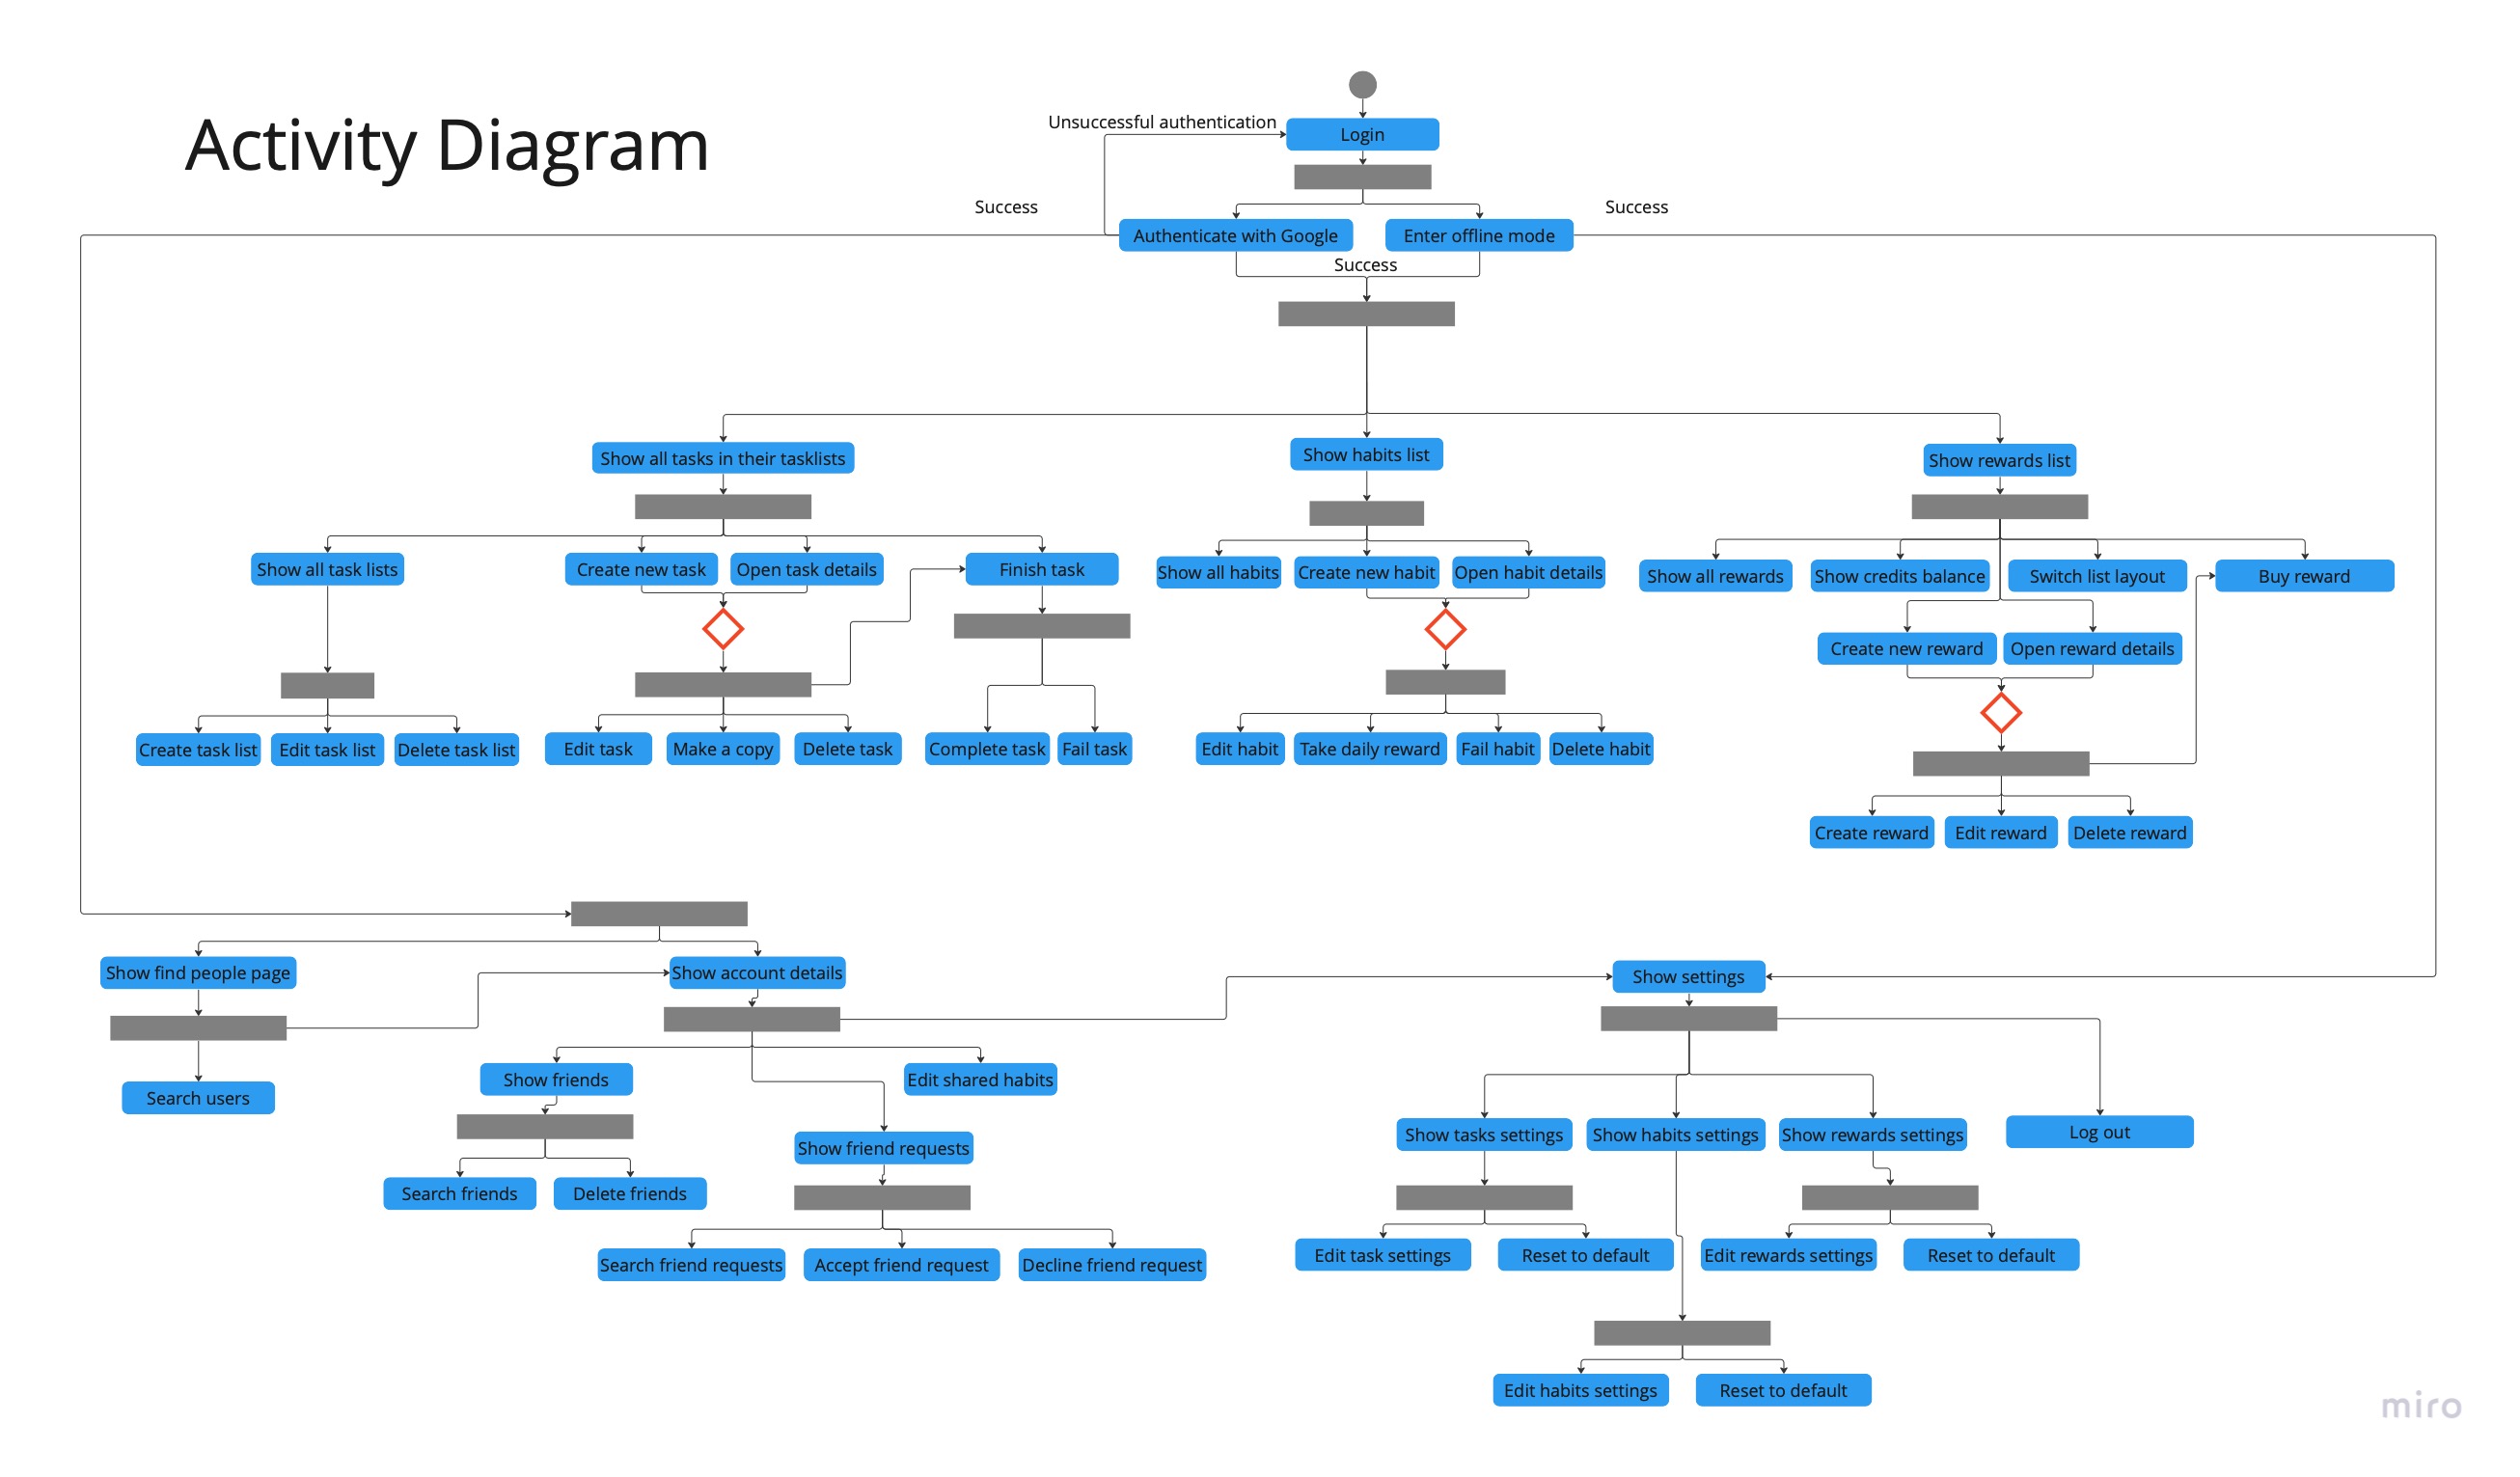 Activity Diagram
Unsuccessful authentication
Login
Success
Success
Authenticate with Google
Enter offline mode
Success
Show all tasks in their tasklists
Show habits list
Show rewards list
Show all task lists
Create new task
Open task details
Finish task
Show all habits
Create new habit
Open habit details
Show all rewards
Show credits balance
Switch list layout
Buy reward
Create new reward
Open reward details
Create task list
Edit task list
Delete task list
Edit task
Make a copy
Delete task
Complete task
Fail task
Edit habit
Take daily reward
Fail habit
Delete habit
Create reward
Edit reward
Delete reward
Show find people page
Show account details
Show settings
Search users
Show friends
Edit shared habits
Show friend requests
Show tasks settings
Show habits settings
Show rewards settings
Log out
Search friends
Delete friends
Search friend requests
Accept friend request
Decline friend request
Edit task settings
Reset to default
Edit rewards settings
Reset to default
Edit habits settings
Reset to default
miro